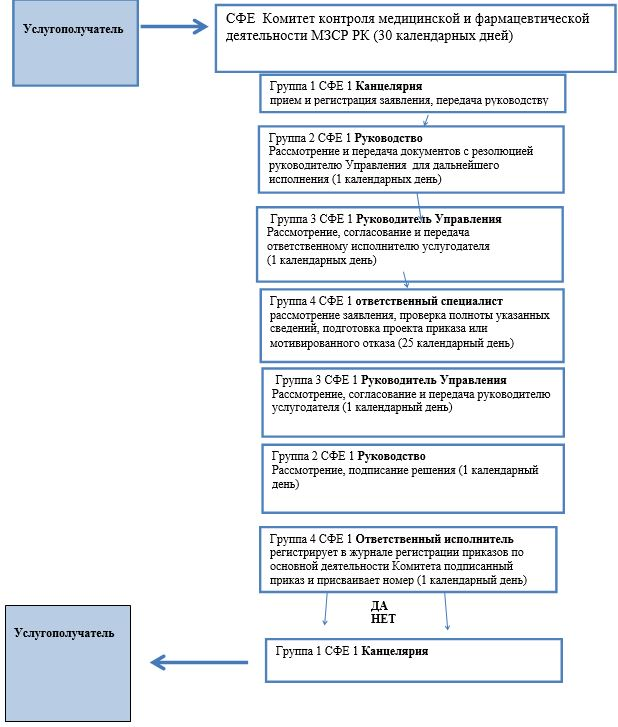 Услугополучатель
СФЕ Комитет контроля медицинской и фармацевтической
деятельности МЗСР РК (30 календарных дней)
Группа 1 СФЕ 1 Канцелярия
прием и регистрация заявления, передача руководству
Группа 2 СФЕ 1 Руководство
Рассмотрение и передача документов с резолюцией
руководителю Управления для дальнейшего
исполнения (1 календарных день)
Группа 3 СФЕ 1 Руководитель Управления
Рассмотрение, согласование и передача
ответственному исполнителю услугодателя
(1 календарных день)
Группа 4 СФЕ 1 ответственный специалист
рассмотрение заявления, проверка полноты указанных
сведений, подготовка проекта приказа или
мотивированного отказа (25 календарный день)
Группа 3 СФЕ 1 Руководитель Управления
Рассмотрение, согласование и передача руководителю
услугодателя (1 календарный день)
Группа 2 СФЕ 1 Руководство
Рассмотрение, подписание решения (1 календарный
день)
Группа 4 СФЕ 1 Ответственный исполнитель
регистрирует в журнале регистрации приказов по
основной деятельности Комитета подписанный
приказ и присваивает номер (1 календарный день)
ДА
НЕТ
Услугополучатель
Группа 1 СФЕ 1 Канцелярия